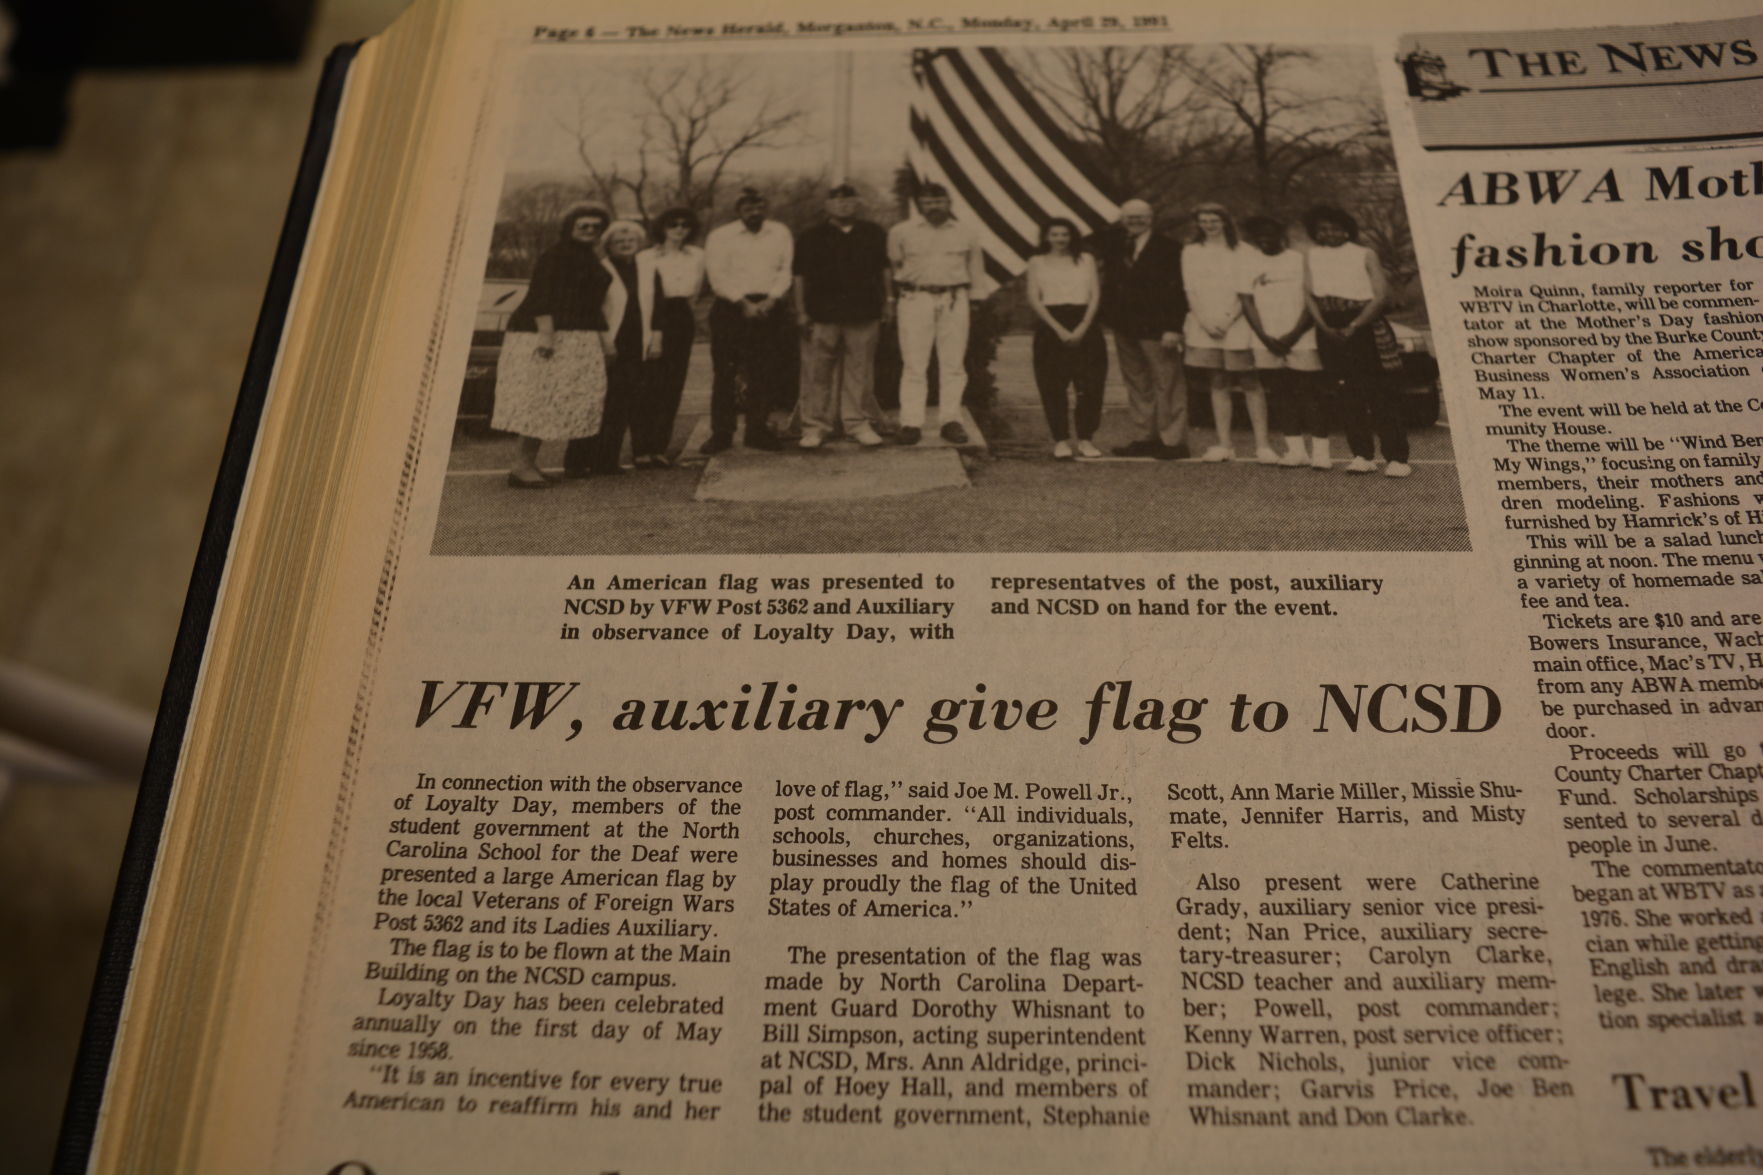 Page 6 — The News Herald, Morganton, N.C., Monday, April 29, 1991
An American flag was presented to
NCSD by VFW Post 5362 and Auxiliary
in observance of Loyalty Day, with
representatves of the post, auxiliary
and NCSD on hand for the event.
VFW, auxiliary give flag to NCSD
In connection with the observance
of Loyalty Day, members of the
student government at the North
Carolina School for the Deaf were
presented a large American flag by
the local Veterans of Foreign Wars
Post 5362 and its Ladies Auxiliary.
The flag is to be flown at the Main
Building on the NCSD campus.
Loyalty Day has been celebrated
annually on the first day of May
since 1958.
“It is an incentive for every true
American to reaffirm his and her
love of flag,” said Joe M. Powell Jr.,
post commander. “All individuals,
schools, churches, organizations,
businesses and homes should dis-
play proudly the flag of the United
States of America.”
The presentation of the flag was
made by North Carolina Depart-
ment Guard Dorothy Whisnant to
Bill Simpson, acting superintendent
at NCSD, Mrs. Ann Aldridge, princi-
pal of Hoey Hall, and members of
the student government, Stephanie
Scott, Ann Marie Miller, Missie Shu-
mate, Jennifer Harris, and Misty
Felts.
Also present were Catherine
Grady, auxiliary senior vice presi-
dent; Nan Price, auxiliary secre-
tary-treasurer; Carolyn Clarke,
NCSD teacher and auxiliary mem-
ber; Powell, post commander;
Kenny Warren, post service officer;
Dick Nichols, junior vice com-
mander; Garvis Price, Joe Ben
Whisnant and Don Clarke.
THE NEWS
ABWA Moth
fashion sho
Moira Quinn, family reporter for
WBTV in Charlotte, will be commen-
tator at the Mother's Day fashion
show sponsored by the Burke County
Charter Chapter of the America
Business Women's Association
May 11.
The event will be held at the Co
munity House.
The theme will be “Wind Ben
My Wings,” focusing on family
members, their mothers and
dren modeling. Fashions w
furnished by Hamrick's of Hi
This will be a salad lunch
ginning at noon. The menu w
a variety of homemade sa
fee and tea.
Tickets are $10 and are
Bowers Insurance, Wach
main office, Mac's TV, H
from any ABWA membe
be purchased in advan
door.
Proceeds will go
County Charter Chapt
Fund. Scholarships
sented to several d
people in June.
The commentato
began at WBTV as
1976. She worked
cian while getting
English and dra
lege. She later w
tion specialist a
Travel
The elderly